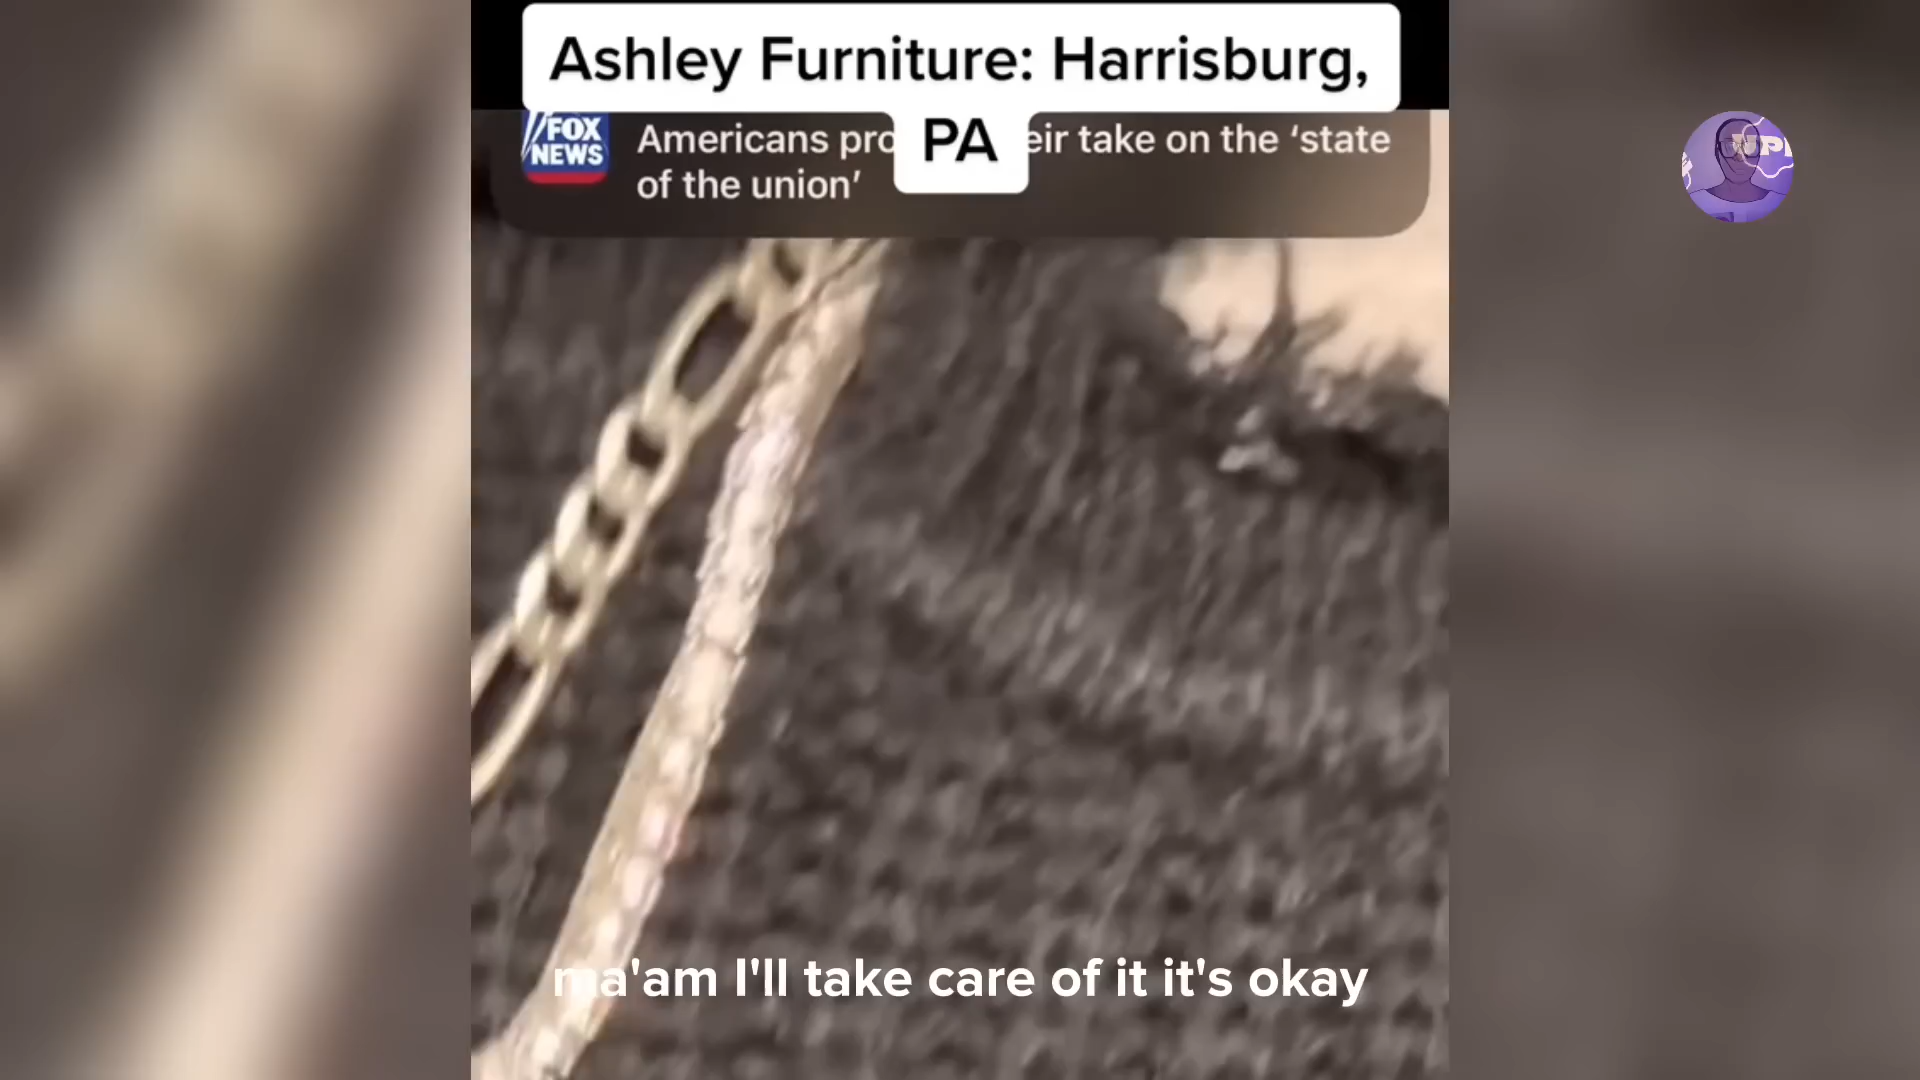 Ashley Furniture: Harrisburg,
PA
FOX
NEWS
Americans pro eir take on the ‘state
of the union’
ma'am I'll take care of it it's okay